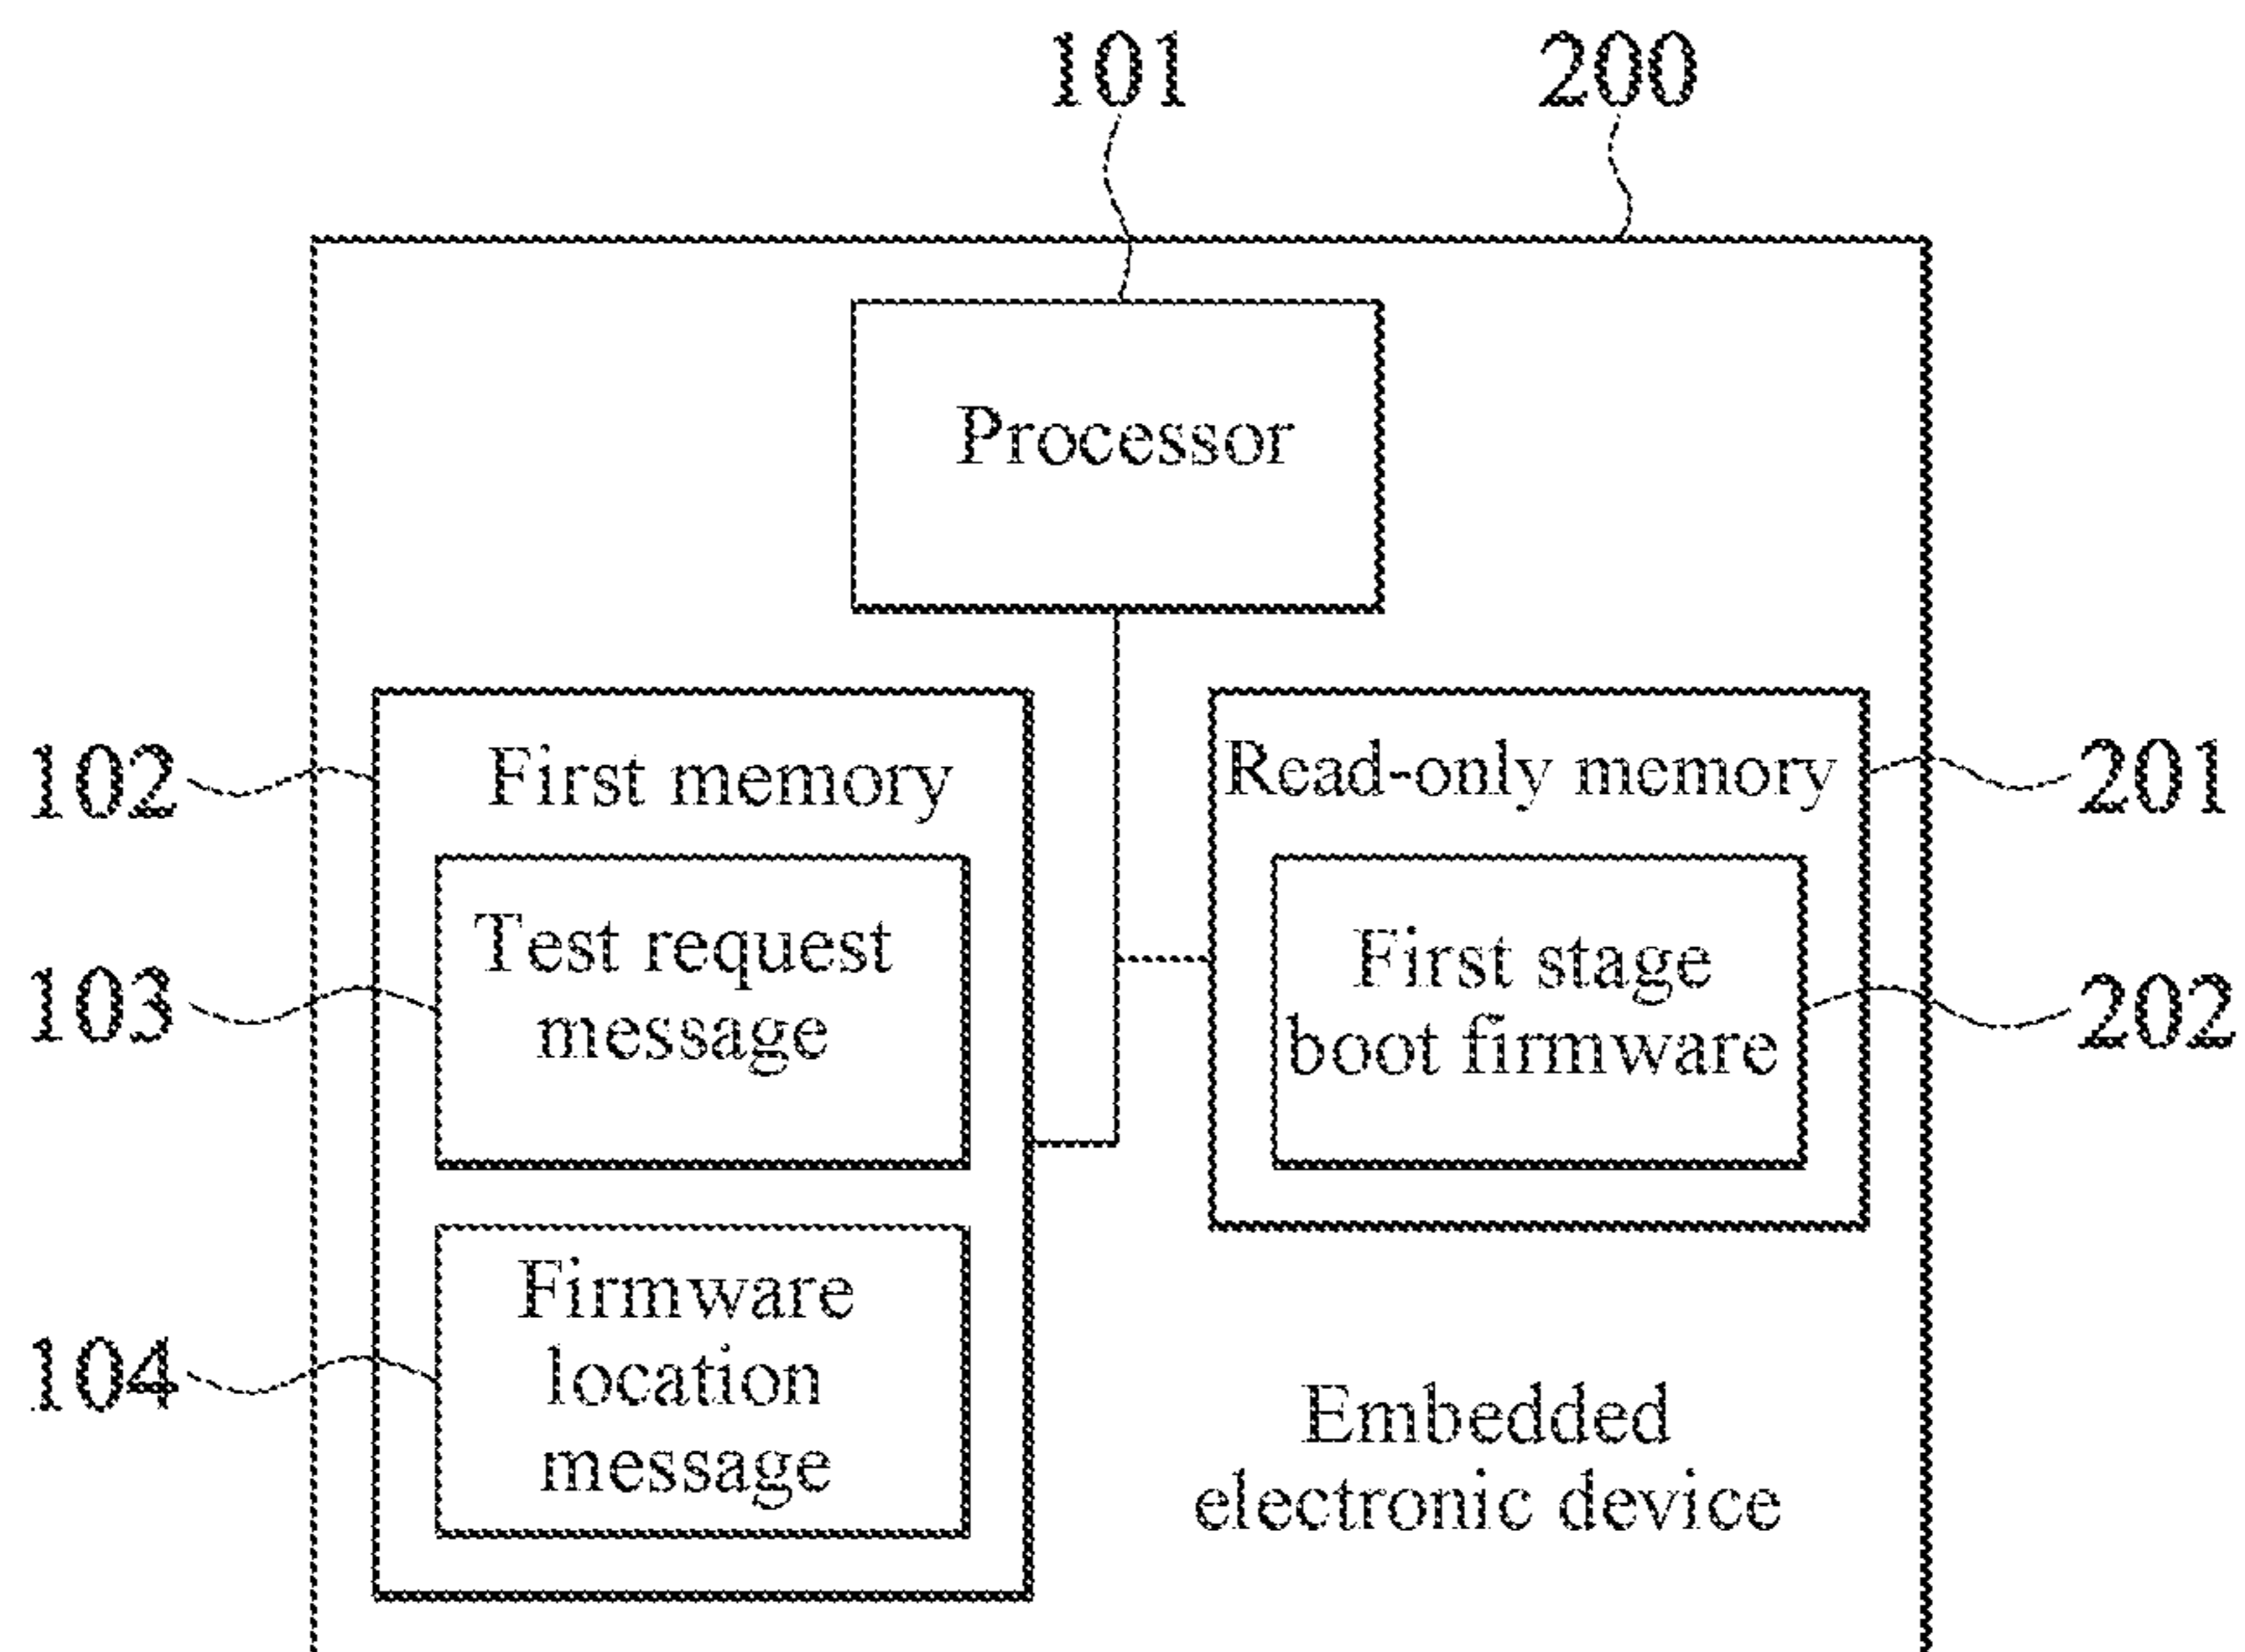 101
200
Processor
102
First memory
Read-only memory
201
103
Test request
message
First stage
boot firmware
202
104
Firmware
location
message
Embedded
electronic device